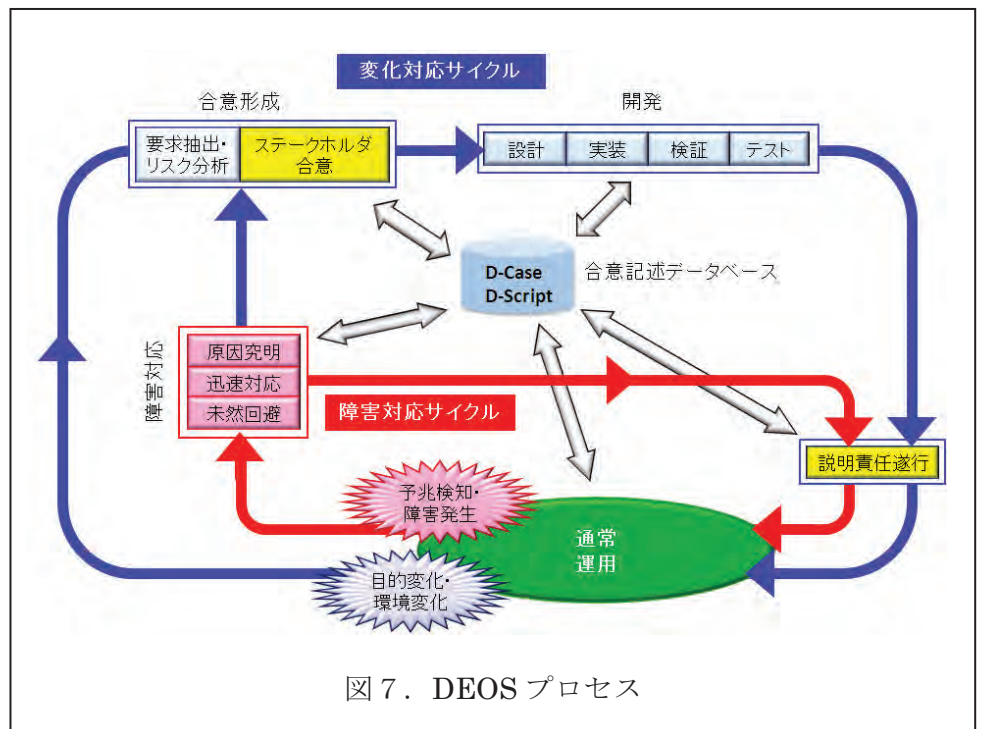 変化対応サイクル
合意形成
開発
要求抽出・
リスク分析
ステークホルダ
合意
設計
実装
検証
テスト
D-Case
D-Script
合意記述データベース
障害対応
原因究明
迅速対応
未然回避
障害対応サイクル
説明責任遂行
予兆検知・
障害発生
通常
運用
目的変化・
環境変化
図７．DEOS プロセス